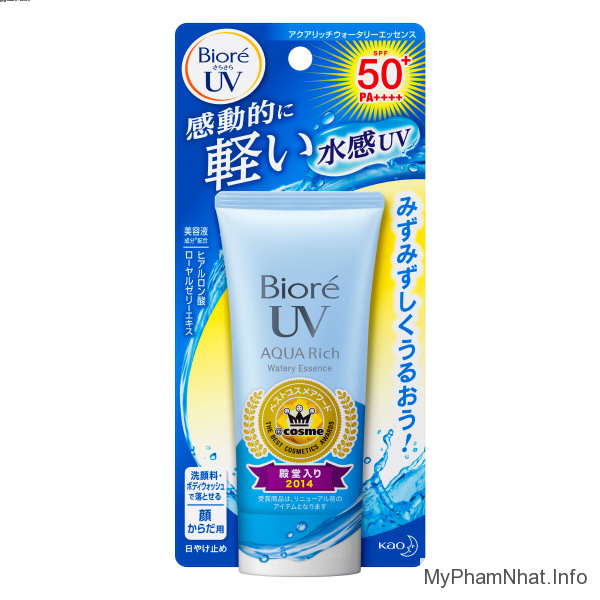 アクアリッチウォータリーエッセンス
Bioré
さらさら
UV
SPF
50+
PA++++
感動的に
軽い
水感UV
みずみずしくうるおう!
美容液
成分*配合
ヒアルロン酸
ローヤルゼリーエキス
Bioré
UV
AQUA Rich
Watery Essence
ベストコスメアワード
@cosme
THE BEST COSMETICS AWARDS
殿堂入り
2014
受賞商品は、リニューアル前の
アイテムとなります
洗顔料・
ボディウォッシュ
で落とせる
顔
からだ用
日やけ止め
Kao
MyPhamNhat.Info